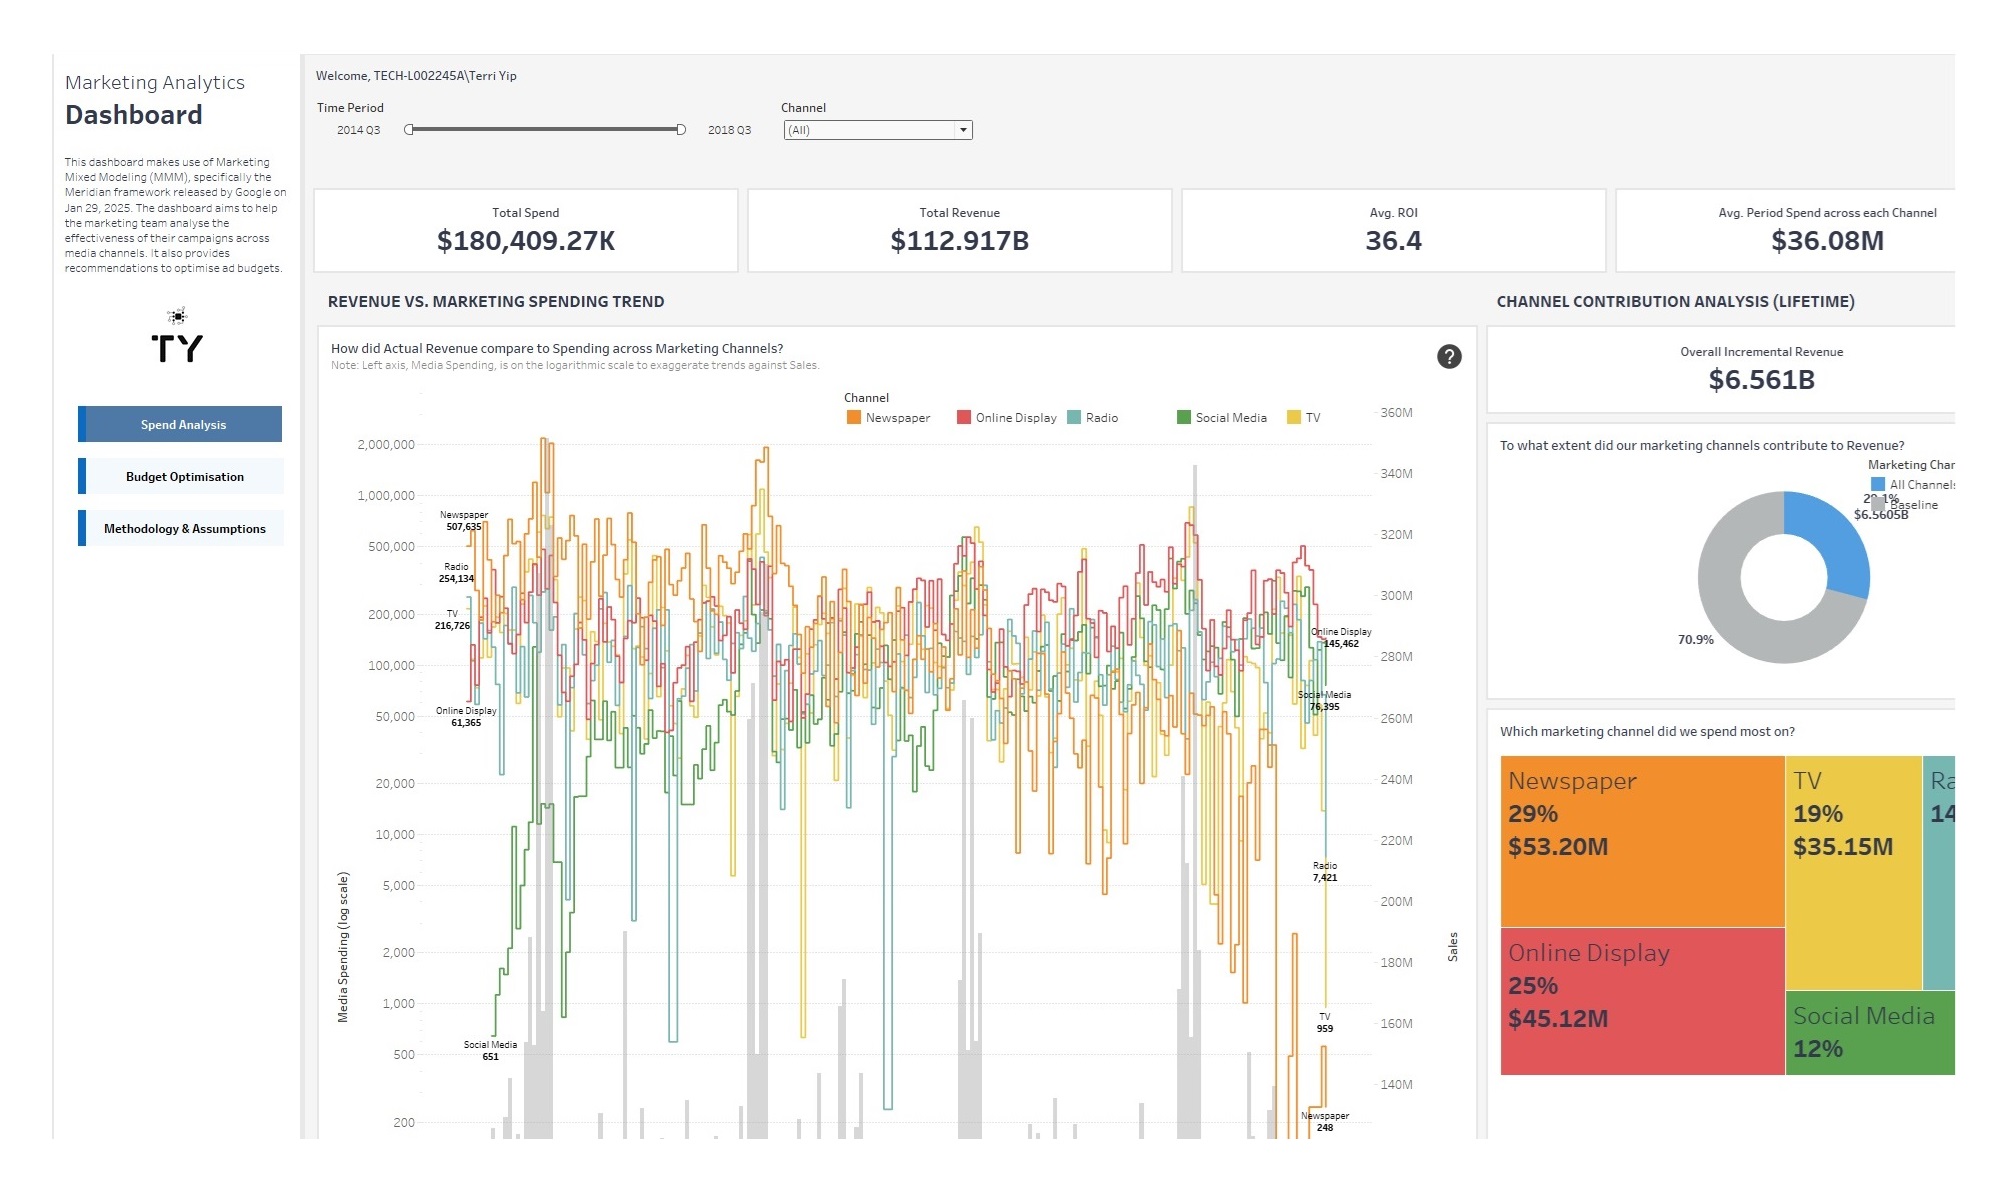 Marketing Analytics
Dashboard
This dashboard makes use of Marketing
Mixed Modeling (MMM), specifically the
Meridian framework released by Google on
Jan 29, 2025. The dashboard aims to help
the marketing team analyse the
effectiveness of their campaigns across
media channels. It also provides
recommendations to optimise ad budgets.
TY
Spend Analysis
Budget Optimisation
Methodology & Assumptions
Welcome, TECH-L002245A\Terri Yip
Time Period
2014 Q3
2018 Q3
Channel
(All)
Total Spend
$180,409.27K
Total Revenue
$112.917B
Avg. ROI
36.4
Avg. Period Spend across each Channel
$36.08M
REVENUE VS. MARKETING SPENDING TREND
How did Actual Revenue compare to Spending across Marketing Channels?
Note: Left axis, Media Spending, is on the logarithmic scale to exaggerate trends against Sales.
?
Channel
Newspaper
Online Display
Radio
Social Media
TV
Media Spending (log scale)
2,000,000
1,000,000
500,000
200,000
100,000
50,000
20,000
10,000
5,000
2,000
1,000
500
200
Newspaper
507,635
Radio
254,134
TV
216,726
Online Display
61,365
Social Media
651
Online Display
145,462
Social Media
76,395
Radio
7,421
TV
959
Newspaper
248
360M
340M
320M
300M
280M
260M
240M
220M
200M
180M
160M
140M
Sales
CHANNEL CONTRIBUTION ANALYSIS (LIFETIME)
Overall Incremental Revenue
$6.561B
To what extent did our marketing channels contribute to Revenue?
Marketing Char
All Channels
Baseline
29.1%
$6.5605B
70.9%
Which marketing channel did we spend most on?
Newspaper
29%
$53.20M
TV
19%
$35.15M
Ra
14
Online Display
25%
$45.12M
Social Media
12%